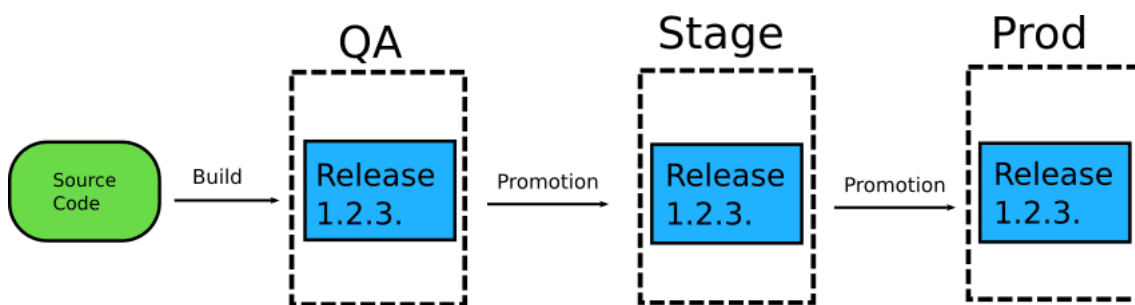 QA
Stage
Prod
Source
Code
Build
Release
1.2.3.
Promotion
Release
1.2.3.
Promotion
Release
1.2.3.